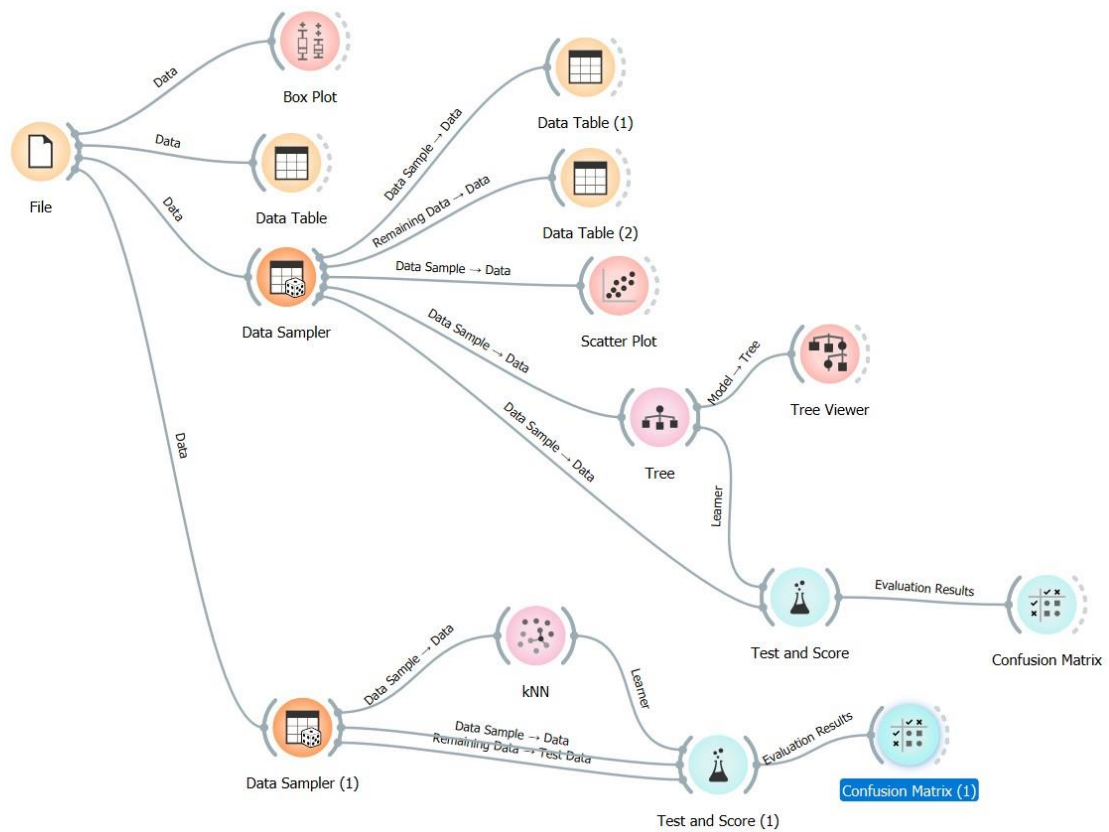 Data
Box Plot
Data
Data Table
File
Data
Data Sampler
Data Sample → Data
Data Table (1)
Remaining Data → Data
Data Table (2)
Data Sample → Data
Scatter Plot
Data Sample → Data
Tree
Model → Tree
Tree Viewer
Data Sample → Data
Learner
Test and Score
Evaluation Results
Confusion Matrix
Data
Data Sampler (1)
Data Sample → Data
kNN
Learner
Data Sample → Data
Remaining Data → Test Data
Test and Score (1)
Evaluation Results
Confusion Matrix (1)